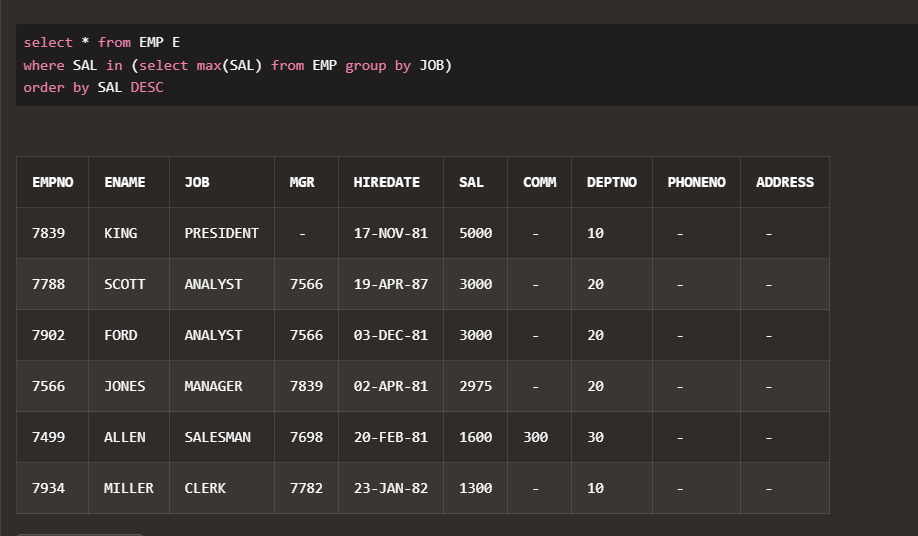 select * from EMP E
where SAL in (select max(SAL) from EMP group by JOB)
order by SAL DESC
EMPNO ENAME JOB MGR HIREDATE SAL COMM DEPTNO PHONENO ADDRESS
7839 KING PRESIDENT - 17-NOV-81 5000 - 10 - -
7788 SCOTT ANALYST 7566 19-APR-87 3000 - 20 - -
7902 FORD ANALYST 7566 03-DEC-81 3000 - 20 - -
7566 JONES MANAGER 7839 02-APR-81 2975 - 20 - -
7499 ALLEN SALESMAN 7698 20-FEB-81 1600 300 30 - -
7934 MILLER CLERK 7782 23-JAN-82 1300 - 10 - -